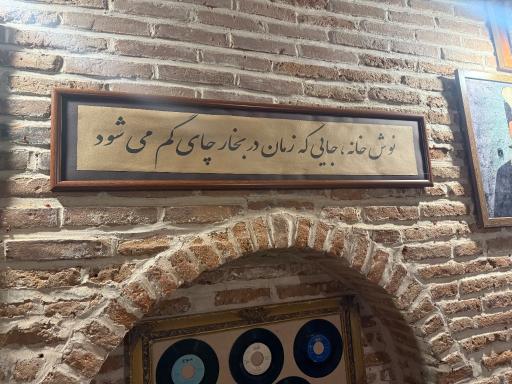 نوش خانه، جایی که زمان در بخار چای گم می شود